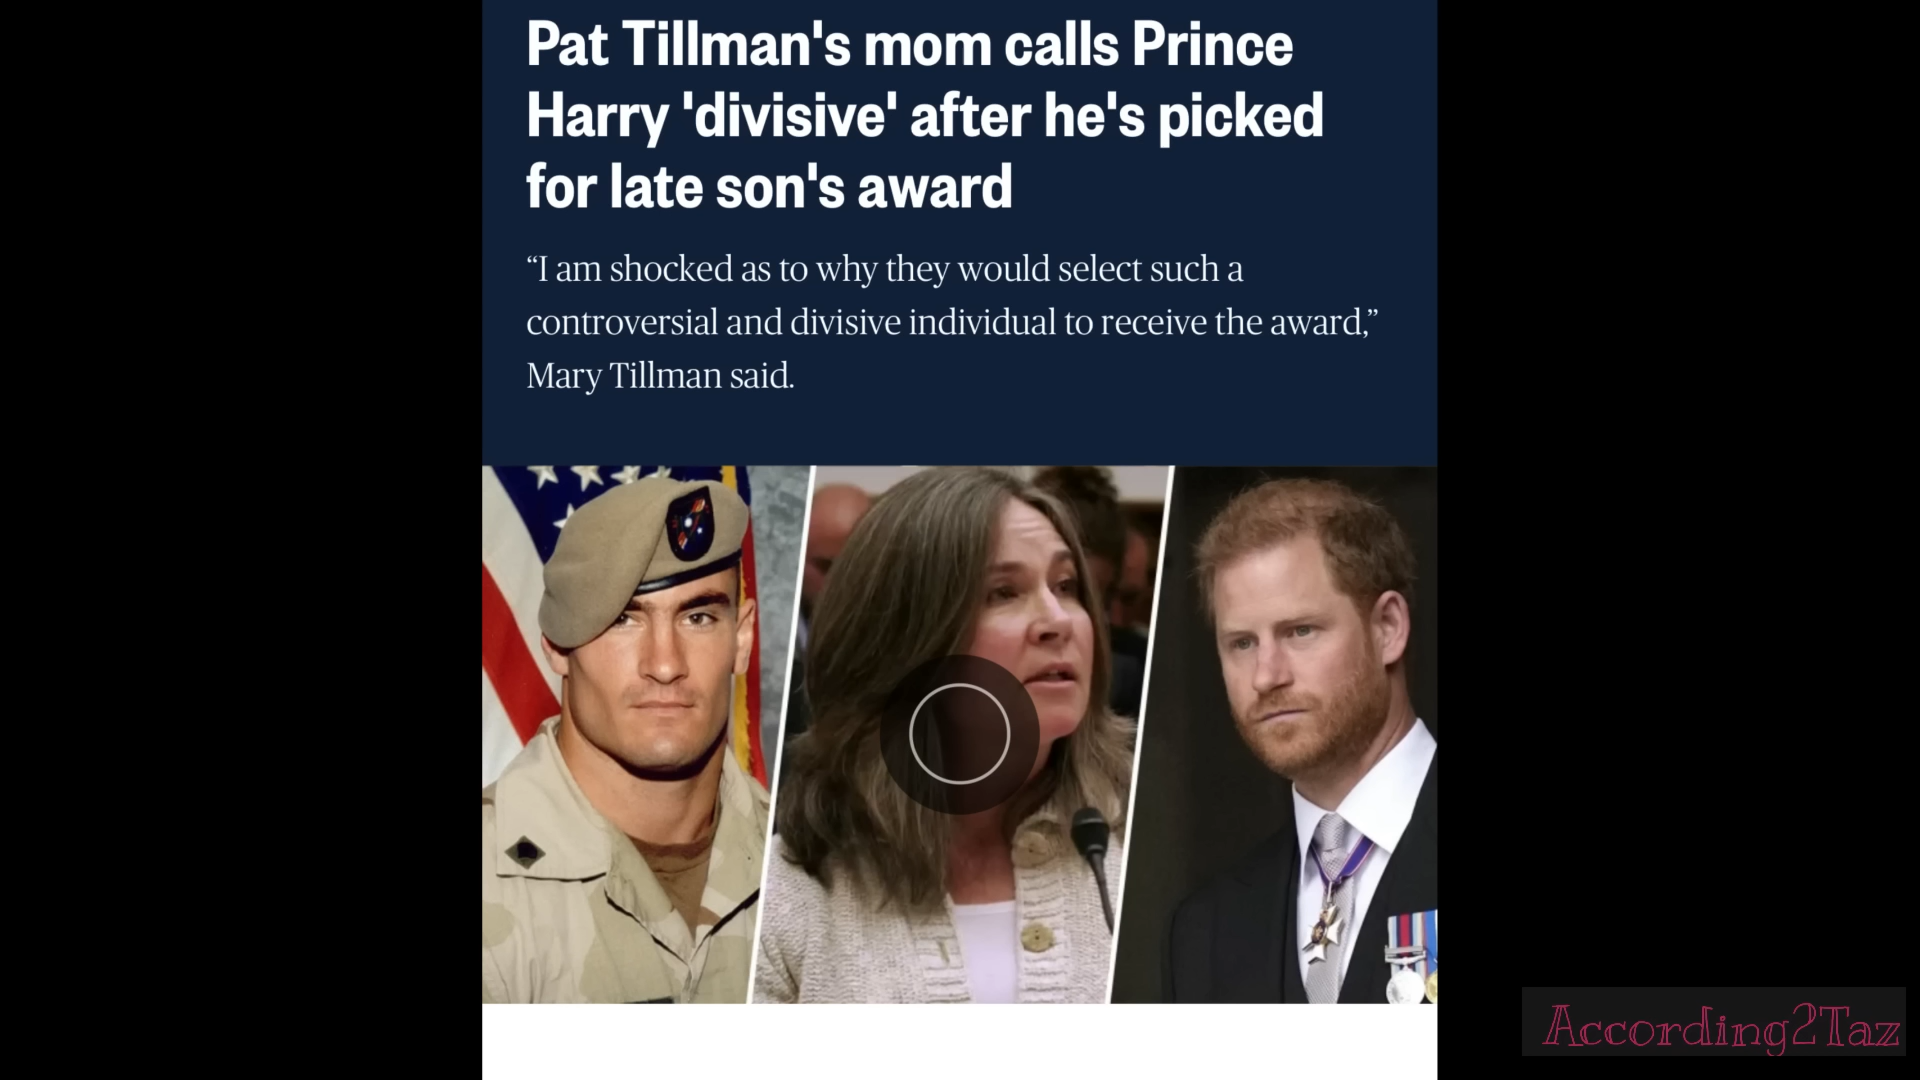 Pat Tillman's mom calls Prince
Harry 'divisive' after he's picked
for late son's award
“I am shocked as to why they would select such a
controversial and divisive individual to receive the award,”
Mary Tillman said.
According2Taz